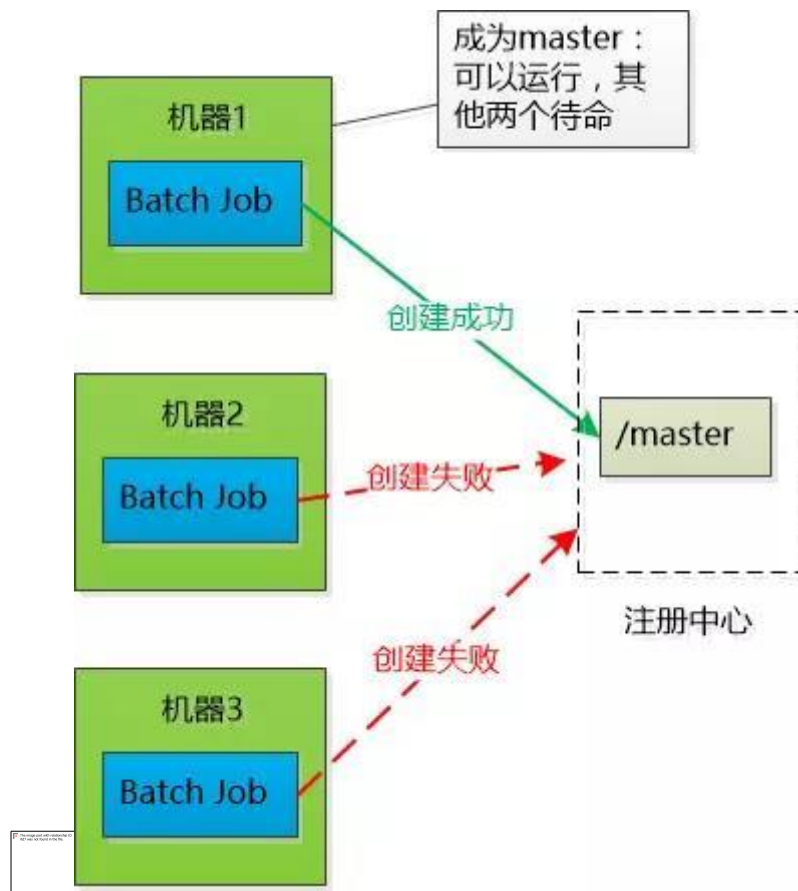 成为master：
可以运行，其
他两个待命
机器1
Batch Job
创建成功
机器2
Batch Job
创建失败
/master
注册中心
创建失败
机器3
Batch Job